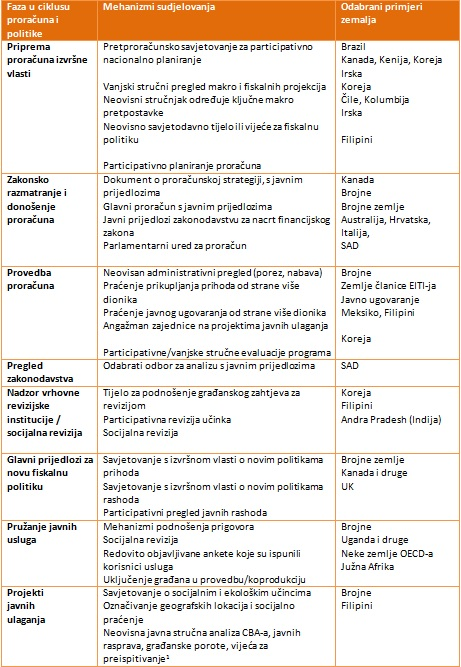 Faza u ciklusu proračuna i politike
Mehanizmi sudjelovanja
Odabrani primjeri zemalja
Priprema proračuna izvršne vlasti
Pretproračunsko savjetovanje za participativno
nacionalno planiranje
Vanjski stručni pregled makro i fiskalnih projekcija
Neovisni stručnjak određuje ključne makro
pretpostavke
Neovisno savjetodavno tijelo ili vijeće za fiskalnu
politiku
Participativno planiranje proračuna
Brazil
Kanada, Kenija, Koreja
Irska
Koreja
Čile, Kolumbija
Irska
Filipini
Zakonsko razmatranje i donošenje proračuna
Dokument o proračunskoj strategiji, s javnim
prijedlozima
Glavni proračun s javnim prijedlozima
Javni prijedlozi zakonodavstvu za nacrt financijskog
zakona
Parlamentarni ured za proračun
Kanada
Brojne
Brojne zemlje
Australija, Hrvatska,
Italija,
SAD
Provedba proračuna
Neovisan administrativni pregled (porez, nabava)
Praćenje prikupljanja prihoda od strane više
dionika
Praćenje javnog ugovaranja od strane više dionika
Angažman zajednice na projektima javnih ulaganja
Participativne/vanjske stručne evaluacije programa
Brojne
Zemlje članice EITI-ja
Javno ugovaranje
Meksiko, Filipini
Koreja
Pregled zakonodavstva
Odabrati odbor za analizu s javnim prijedlozima
SAD
Nadzor vrhovne revizijske institucije / socijalna revizija
Tijelo za podnošenje građanskog zahtjeva za
revizijom
Participativna revizija učinka
Socijalna revizija
Koreja
Filipini
Andra Pradesh (Indija)
Glavni prijedlozi za novu fiskalnu politiku
Savjetovanje s izvršnom vlasti o novim politikama
prihoda
Savjetovanje s izvršnom vlasti o novim politikama
rashoda
Participativni pregled javnih rashoda
Brojne zemlje
Kanada i druge
UK
Pružanje javnih usluga
Mehanizmi podnošenja prigovora
Socijalna revizija
Redovito objavljivane ankete koje su ispunili
korisnici usluga
Uključenje građana u provedbu/koprodukciju
Brojne
Uganda i druge
Neke zemlje OECD-a
Južna Afrika
Projekti javnih ulaganja
Savjetovanje o socijalnim i ekološkim učincima
Označivanje geografskih lokacija i socijalno
praćenje
Neovisna javna stručna analiza CBA-a, javnih
rasprava, građanske porote, vijeća za
preispitivanje¹
Brojne
Filipini